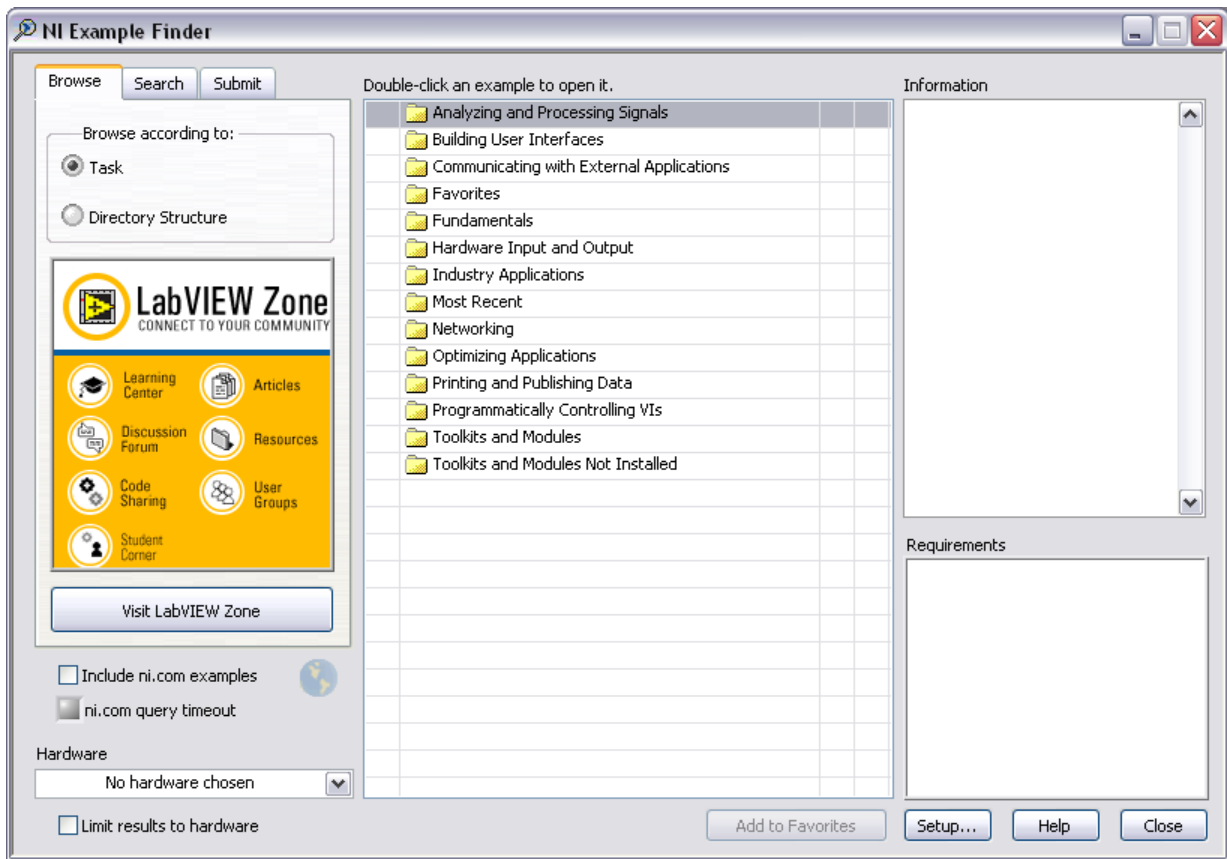 NI Example Finder
Browse
Search
Submit
Browse according to:
Task
Directory Structure
LabVIEW Zone
CONNECT TO YOUR COMMUNITY
Learning
Center
Articles
Discussion
Forum
Resources
Code
Sharing
User
Groups
Student
Corner
Visit LabVIEW Zone
Include ni.com examples
ni.com query timeout
Hardware
No hardware chosen
Limit results to hardware
Double-click an example to open it.
Analyzing and Processing Signals
Building User Interfaces
Communicating with External Applications
Favorites
Fundamentals
Hardware Input and Output
Industry Applications
Most Recent
Networking
Optimizing Applications
Printing and Publishing Data
Programmatically Controlling VIs
Toolkits and Modules
Toolkits and Modules Not Installed
Information
Requirements
Add to Favorites
Setup...
Help
Close